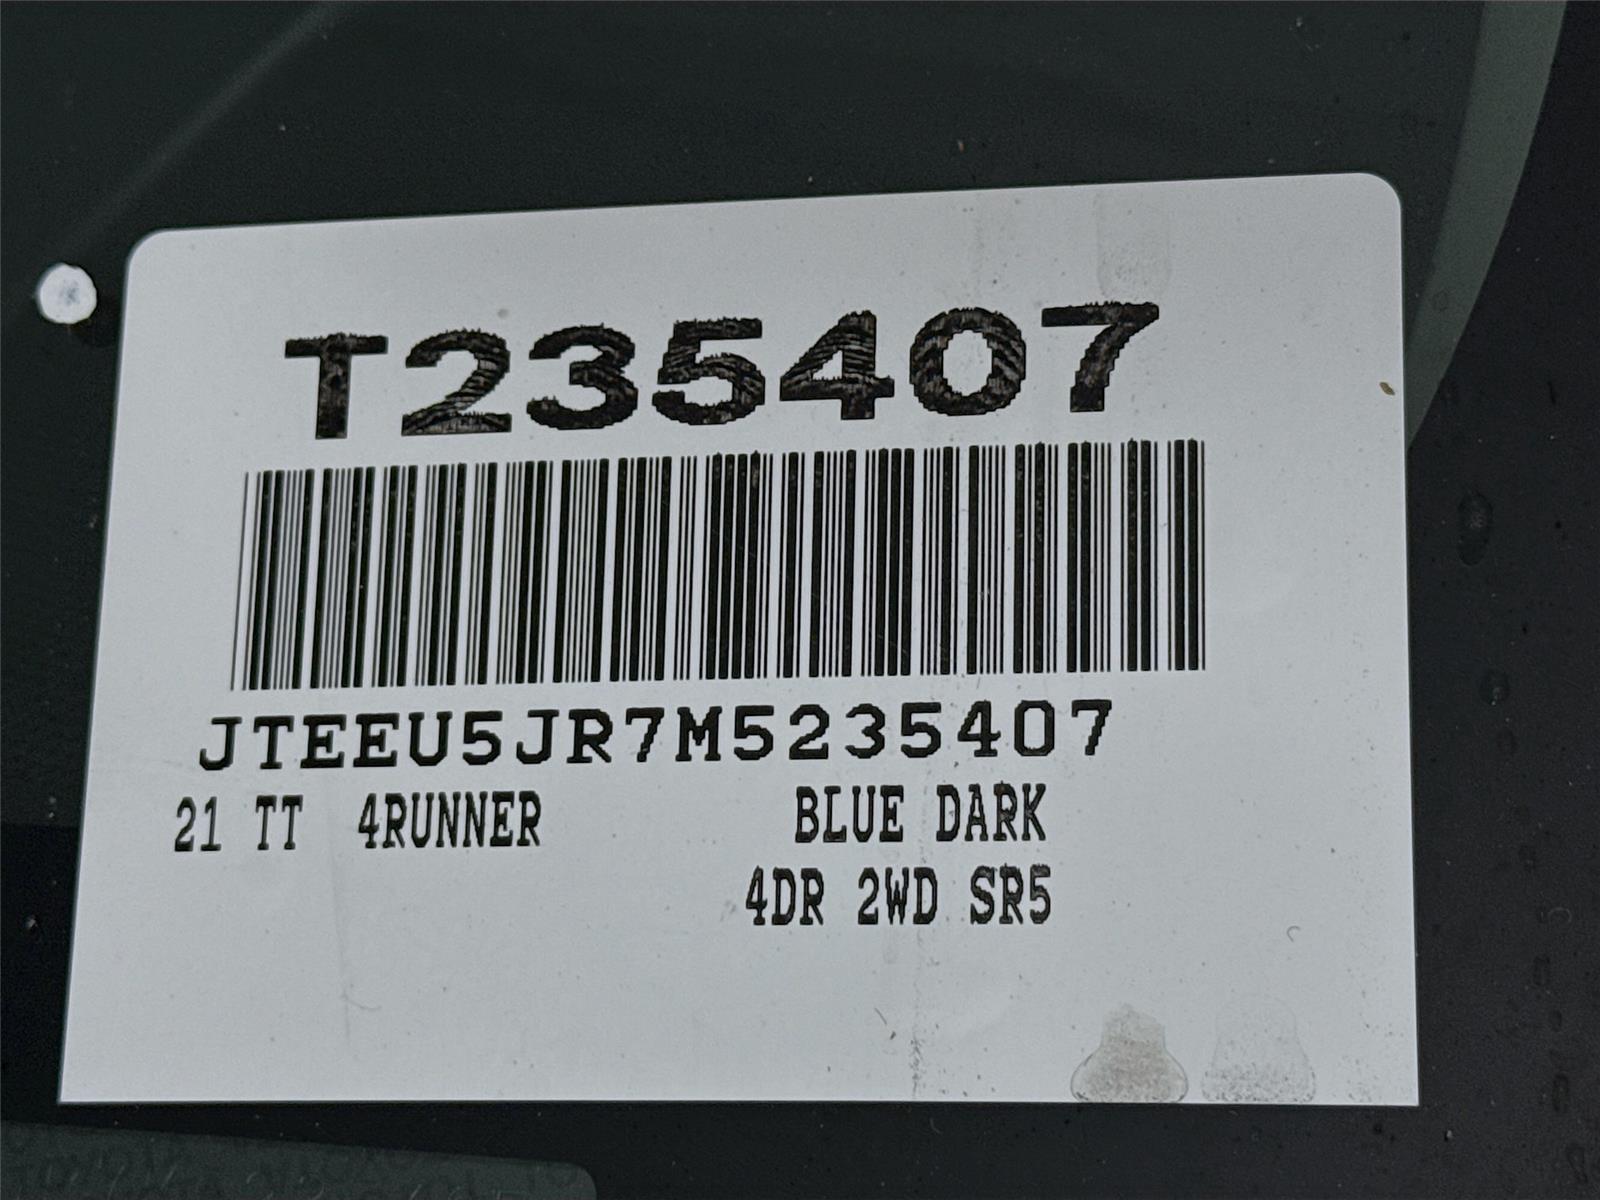 T235407
JTEEU5JR7M5235407
21 TT 4RUNNER BLUE DARK
4DR 2WD SR5